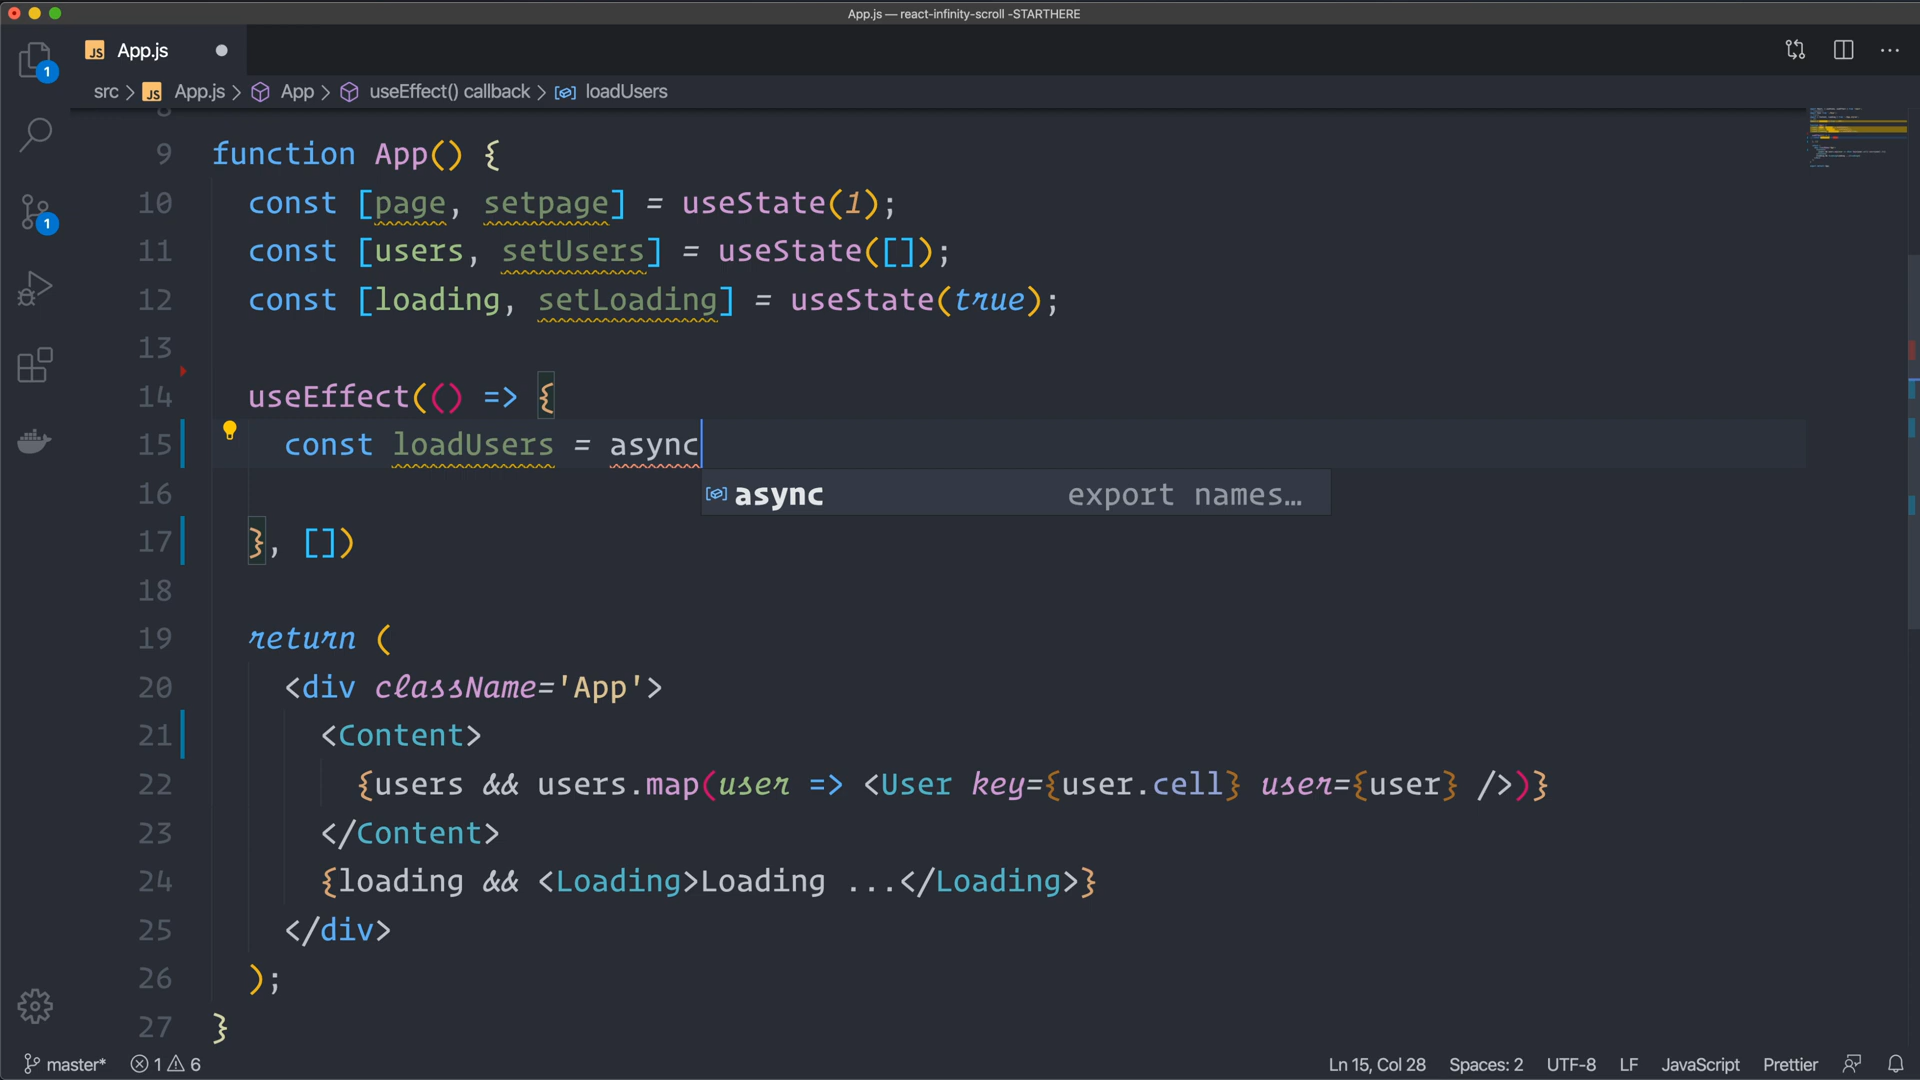 App.js — react-infinity-scroll -STARTHERE
JS App.js
1
src > JS App.js > App > useEffect() callback > loadUsers
8
9 function App() {
10 const [page, setpage] = useState(1);
1
11 const [users, setUsers] = useState([]);
12 const [loading, setLoading] = useState(true);
13
14 useEffect(() => {
15 const loadUsers = async
16 async export names…
17 }, [])
18
19 return (
20 <div className='App'>
21 <Content>
22 {users && users.map(user => <User key={user.cell} user={user} />)}
23 </Content>
24 {loading && <Loading>Loading ...</Loading>}
25 </div>
26 );
27 }
master* 1 6 Ln 15, Col 28 Spaces: 2 UTF-8 LF JavaScript Prettier